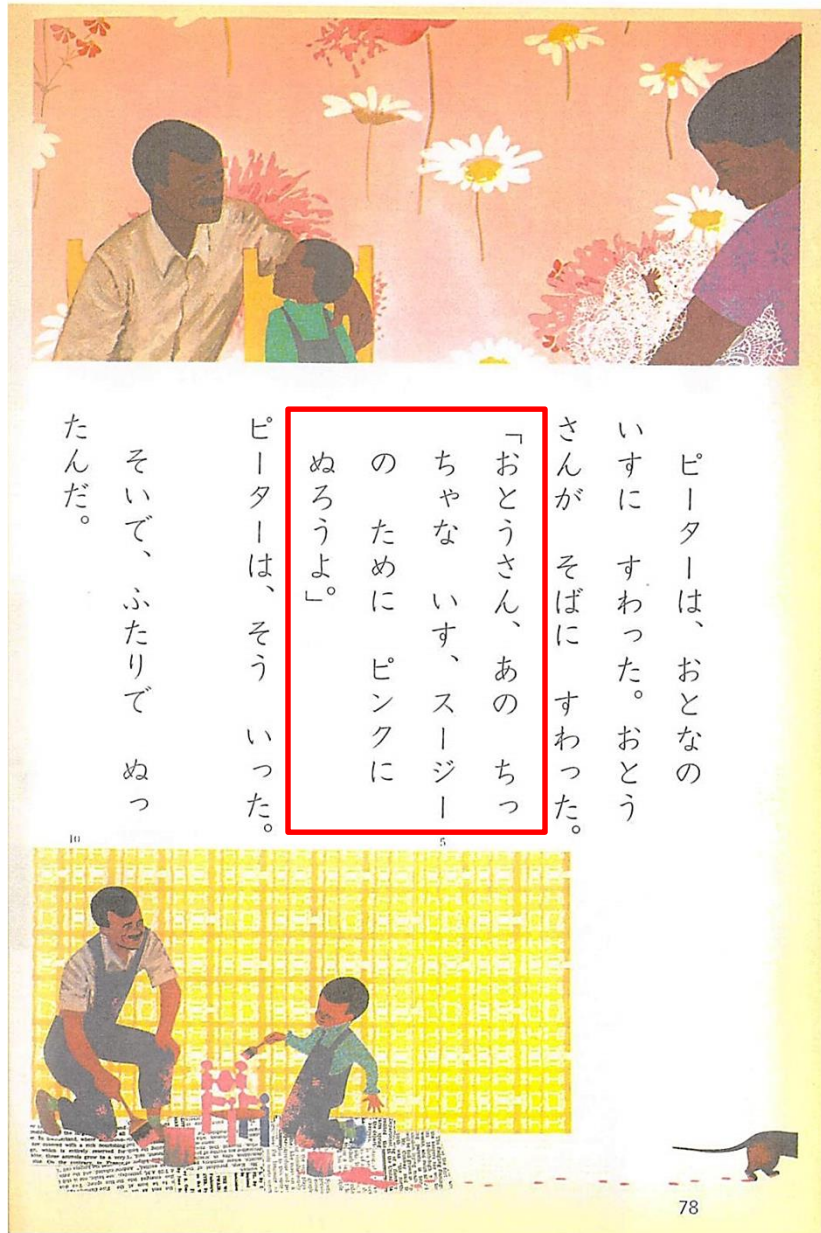 ピーターは、おとなの
いすに すわった。おとう
さんが そばに すわった。
「おとうさん、あの ちっ
ちゃな いす、スージー
の ために ピンクに
ぬろうよ。」
ピーターは、そう いった。
そいで、ふたりで ぬっ
たんだ。
5
10
78